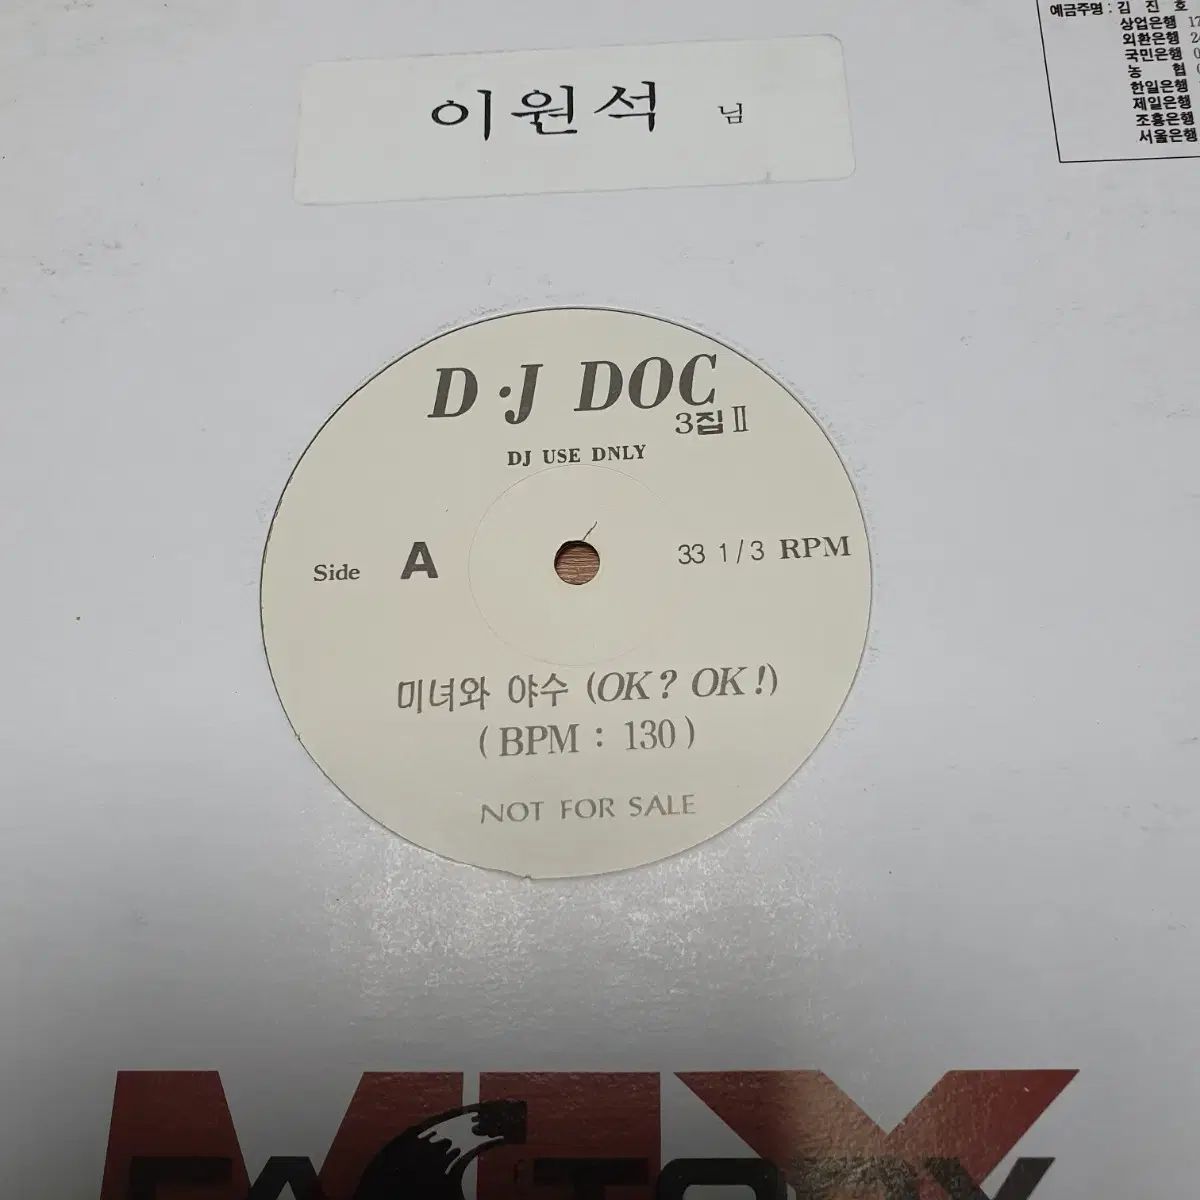 예금주명 : 김 진 호
상업은행
외환은행
국민은행
농 협
한일은행
제일은행
조흥은행
서울은행
이원석 님
D·J DOC
3집 Ⅱ
DJ USE DNLY
Side A
33 1/3 RPM
미녀와 야수 (OK? OK!)
( BPM : 130 )
NOT FOR SALE
MIX
FACTORY